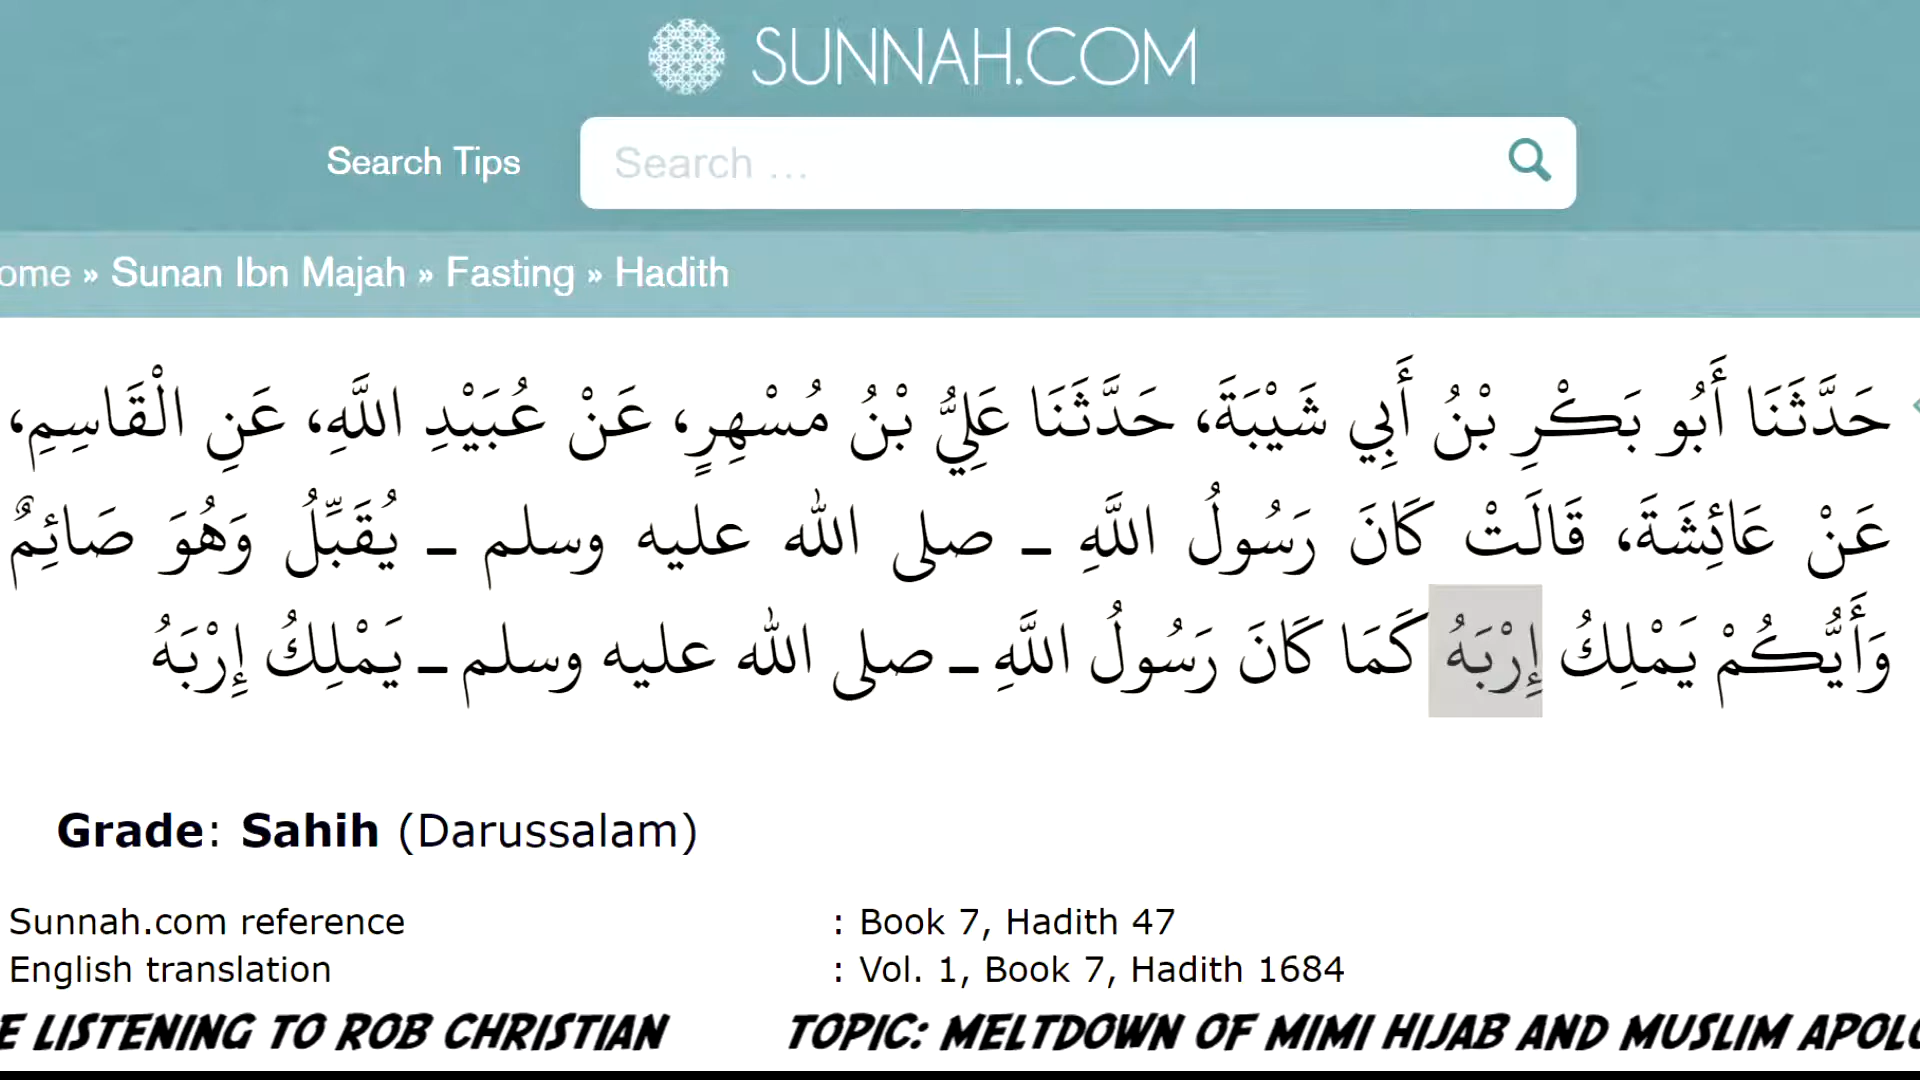 SUNNAH.COM
Search Tips
Search ...
ome » Sunan Ibn Majah » Fasting » Hadith
حَدَّثَنَا أَبُو بَكْرِ بْنُ أَبِي شَيْبَةَ، حَدَّثَنَا عَلِيُّ بْنُ مُسْهِرٍ، عَنْ عُبَيْدِ اللَّهِ، عَنِ الْقَاسِمِ،
عَنْ عَائِشَةَ، قَالَتْ كَانَ رَسُولُ اللَّهِ ـ صلى الله عليه وسلم ـ يُقَبِّلُ وَهُوَ صَائِمٌ
وَأَيُّكُمْ يَمْلِكُ إِرْبَهُ كَمَا كَانَ رَسُولُ اللَّهِ ـ صلى الله عليه وسلم ـ يَمْلِكُ إِرْبَهُ
Grade: Sahih (Darussalam)
Sunnah.com reference : Book 7, Hadith 47
English translation : Vol. 1, Book 7, Hadith 1684
E LISTENING TO ROB CHRISTIAN TOPIC: MELTDOWN OF MIMI HIJAB AND MUSLIM APOLO